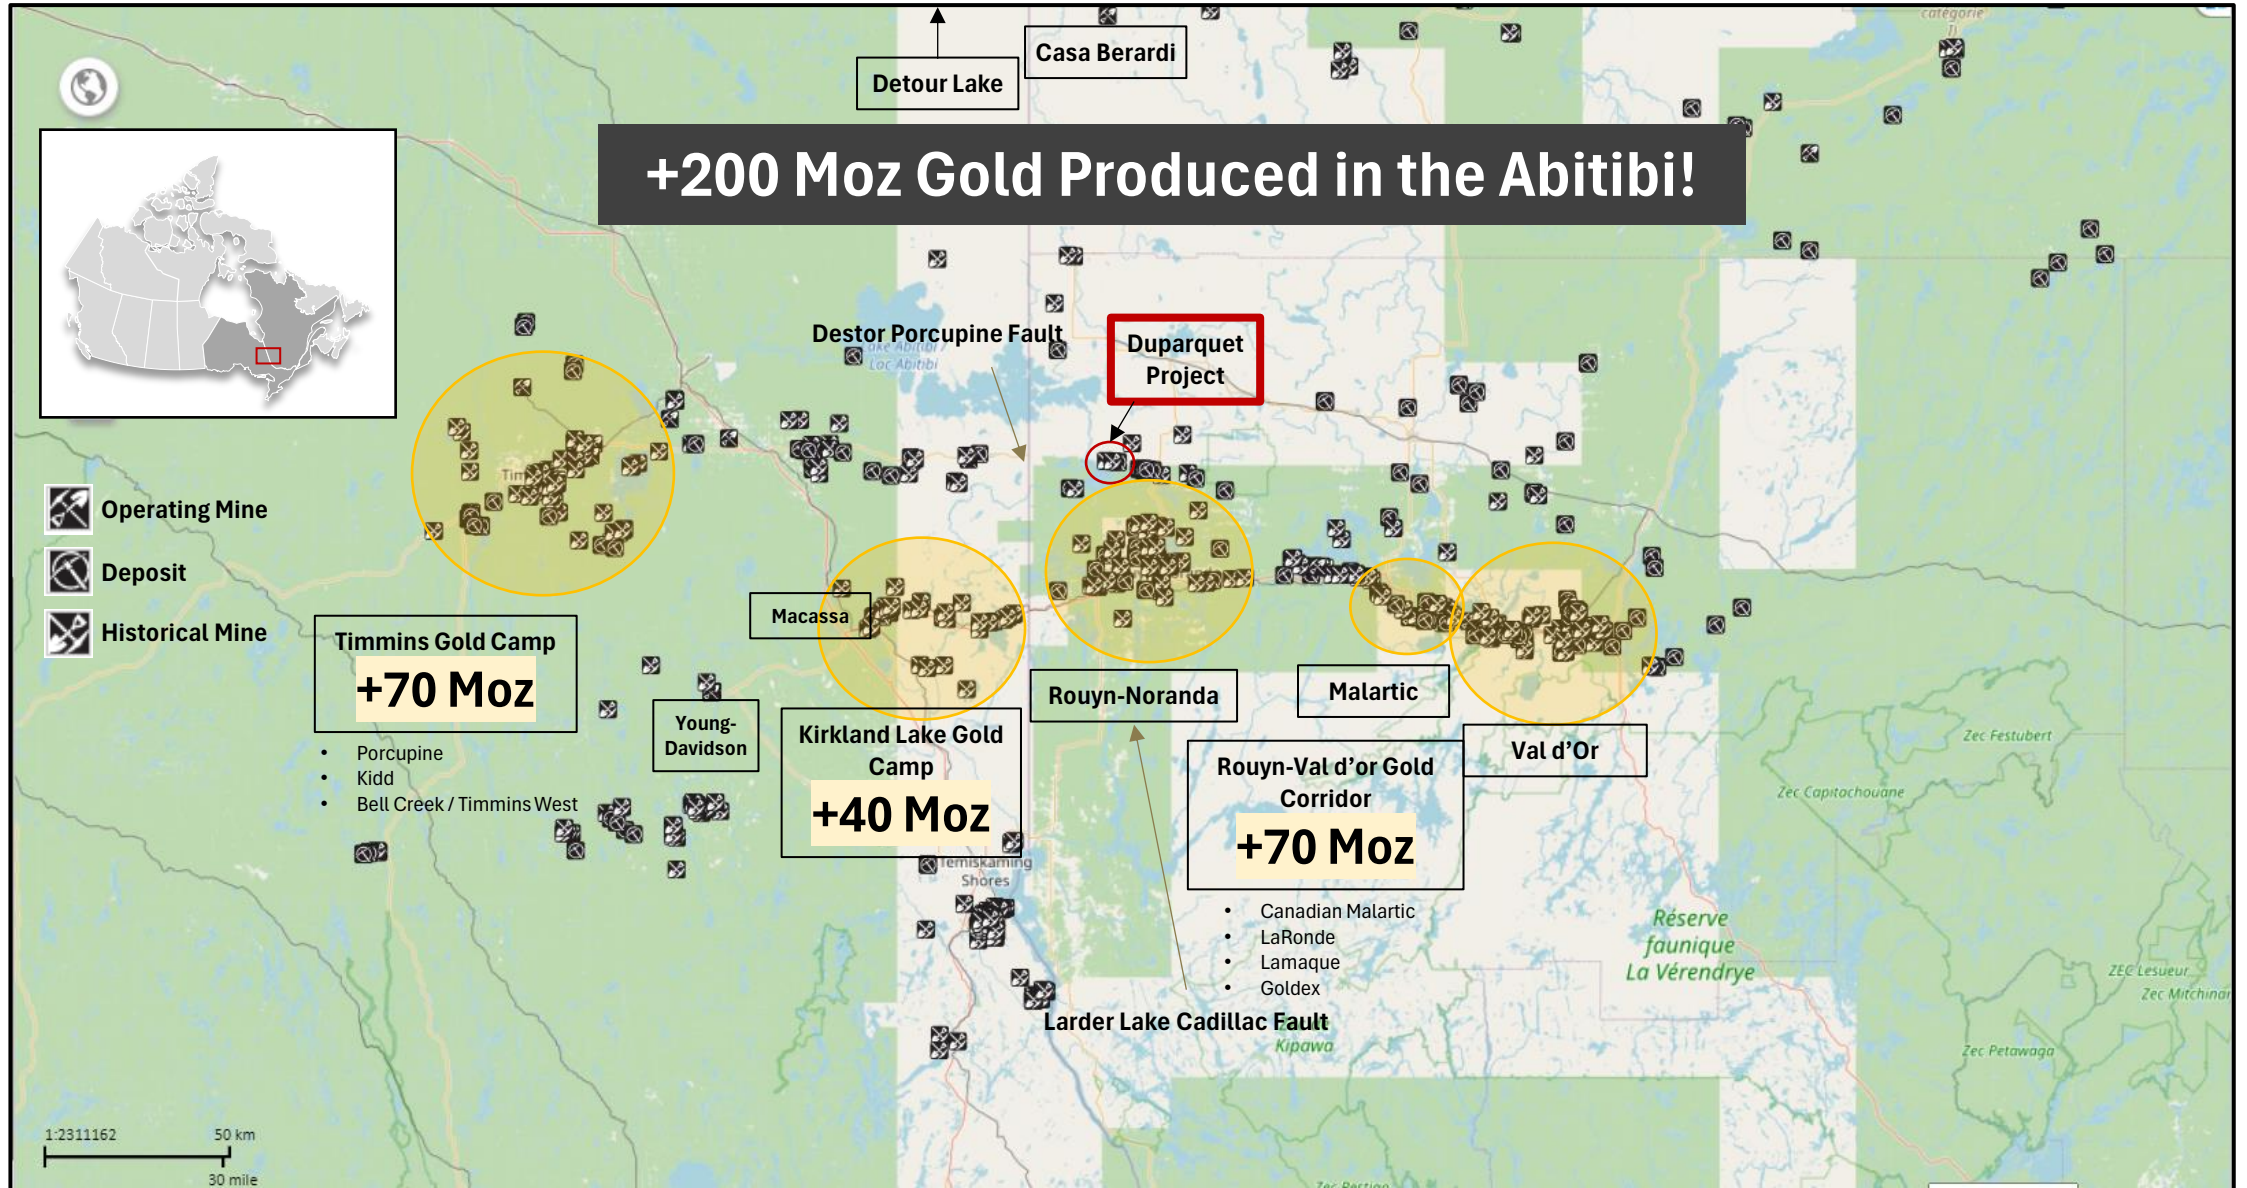 catégorie
Casa Berardi
Detour Lake
+200 Moz Gold Produced in the Abitibi!
Destor Porcupine Fault
Lac Abitibi
Duparquet
Project
Operating Mine
Deposit
Historical Mine
Macassa
Timmins Gold Camp
+70 Moz
• Porcupine
• Kidd
• Bell Creek / Timmins West
Young-
Davidson
Kirkland Lake Gold
Camp
+40 Moz
Rouyn-Noranda
Malartic
Val d’Or
Rouyn-Val d’or Gold
Corridor
+70 Moz
• Canadian Malartic
• LaRonde
• Lamaque
• Goldex
Larder Lake Cadillac Fault
Kipawa
Temiskaming
Shores
Zec Festubert
Zec Capitachouane
Réserve
faunique
La Vérendrye
ZEC Lesueur
Zec Mitchinar
Zec Petawaga
1:2311162
50 km
30 mile